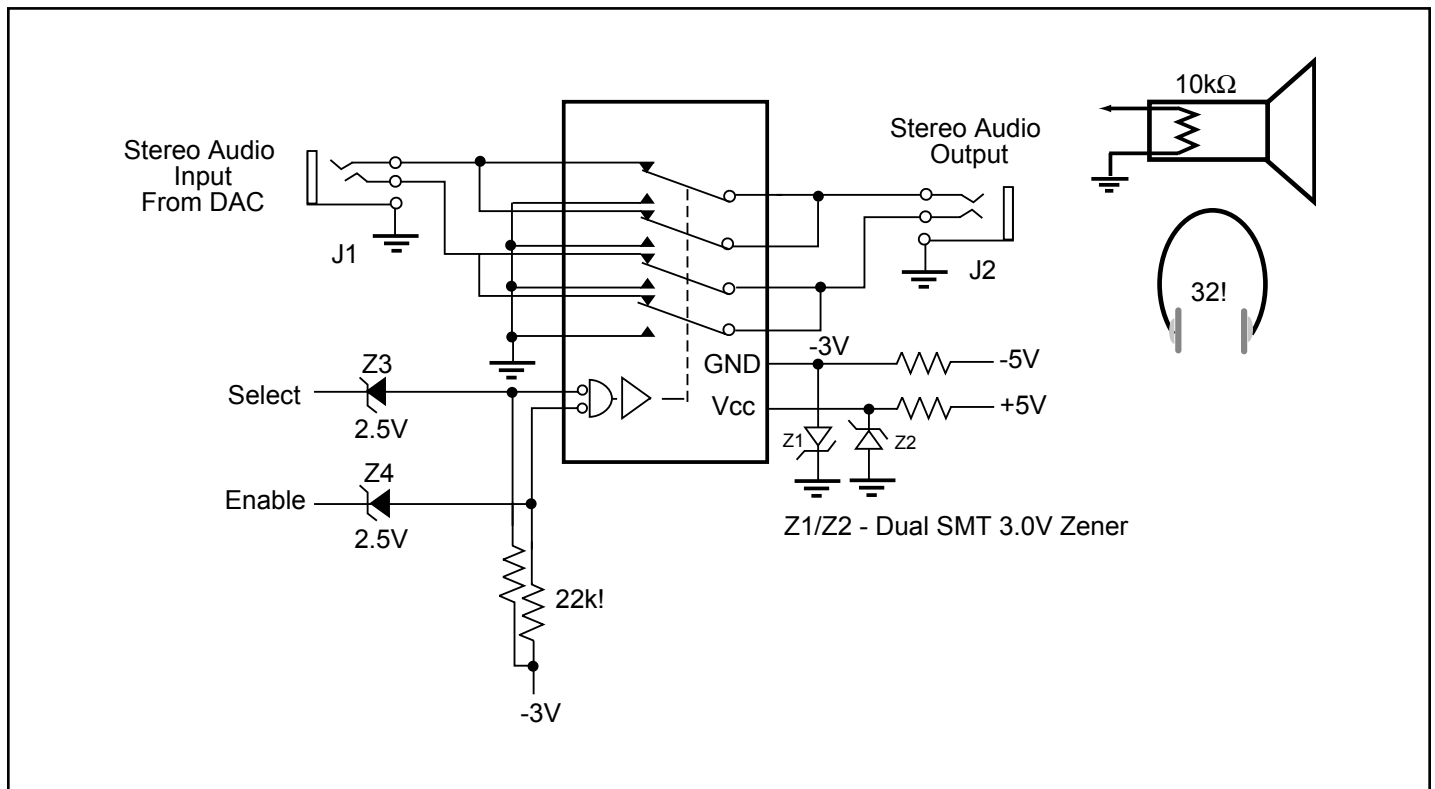 10kΩ
Stereo Audio
Input
From DAC
J1
Stereo Audio
Output
J2
32!
-3V
GND
-5V
Vcc
+5V
Select
Z3
2.5V
Z1
Z2
Enable
Z4
2.5V
Z1/Z2 - Dual SMT 3.0V Zener
22k!
-3V